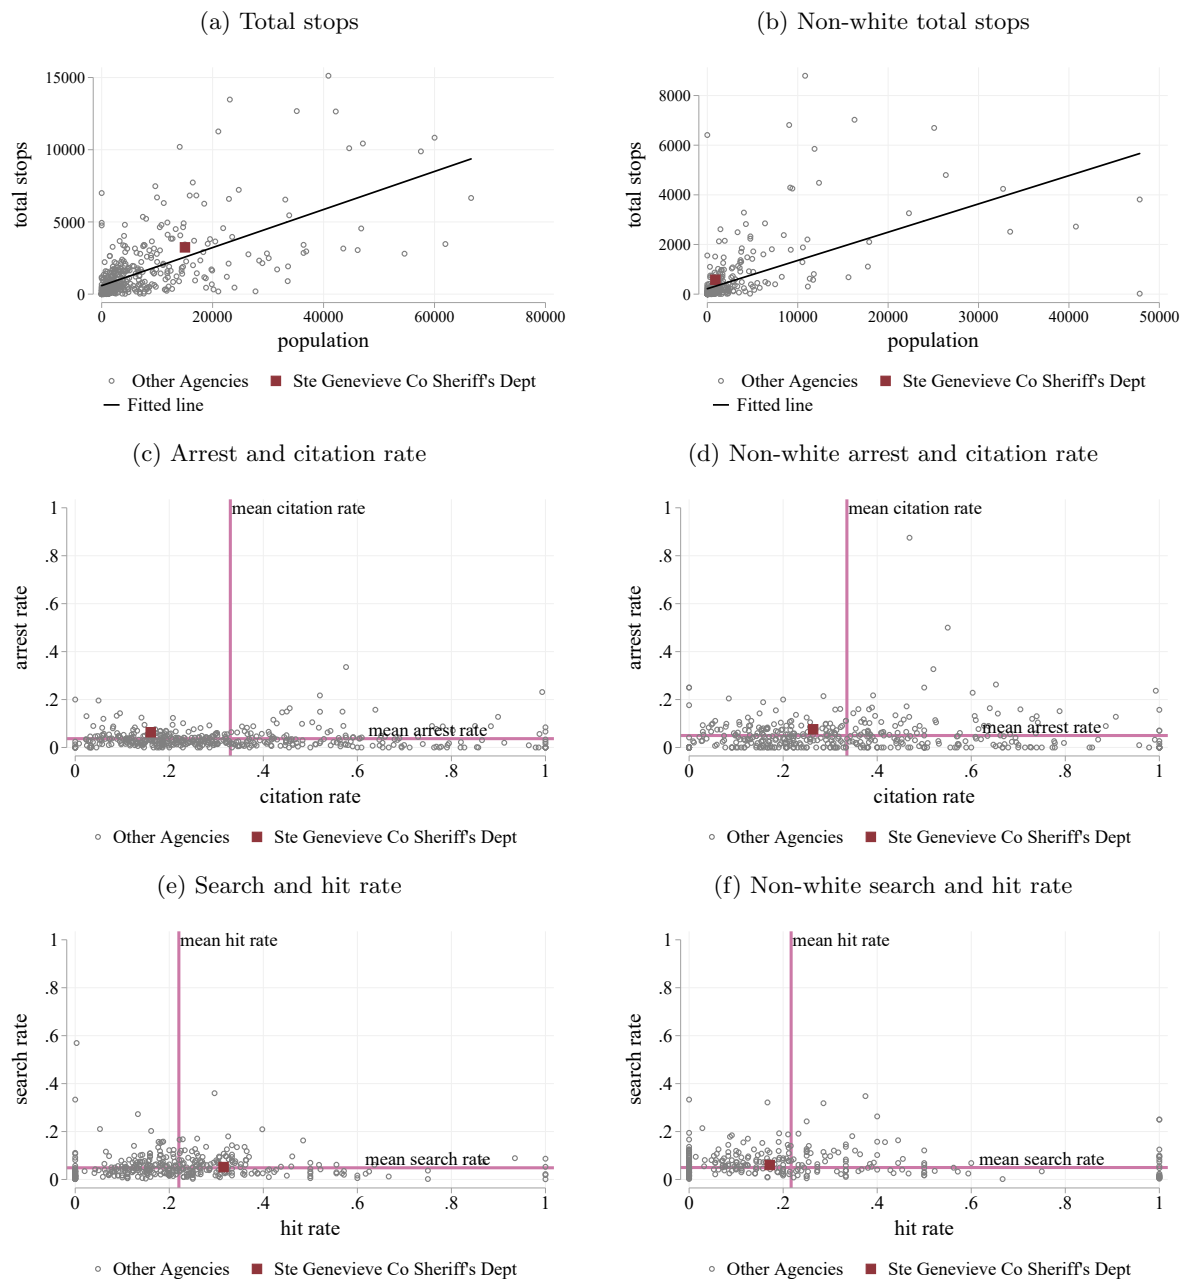 (a) Total stops
15000
10000
5000
0
total stops
0 20000 40000 60000 80000
population
Other Agencies Ste Genevieve Co Sheriff's Dept
Fitted line
(b) Non-white total stops
8000
6000
4000
2000
0
total stops
0 10000 20000 30000 40000 50000
population
Other Agencies Ste Genevieve Co Sheriff's Dept
Fitted line
(c) Arrest and citation rate
1
.8
.6
.4
.2
0
arrest rate
mean citation rate
mean arrest rate
0 .2 .4 .6 .8 1
citation rate
Other Agencies Ste Genevieve Co Sheriff's Dept
(d) Non-white arrest and citation rate
1
.8
.6
.4
.2
0
arrest rate
mean citation rate
mean arrest rate
0 .2 .4 .6 .8 1
citation rate
Other Agencies Ste Genevieve Co Sheriff's Dept
(e) Search and hit rate
1
.8
.6
.4
.2
0
search rate
mean hit rate
mean search rate
0 .2 .4 .6 .8 1
hit rate
Other Agencies Ste Genevieve Co Sheriff's Dept
(f) Non-white search and hit rate
1
.8
.6
.4
.2
0
search rate
mean hit rate
mean search rate
0 .2 .4 .6 .8 1
hit rate
Other Agencies Ste Genevieve Co Sheriff's Dept